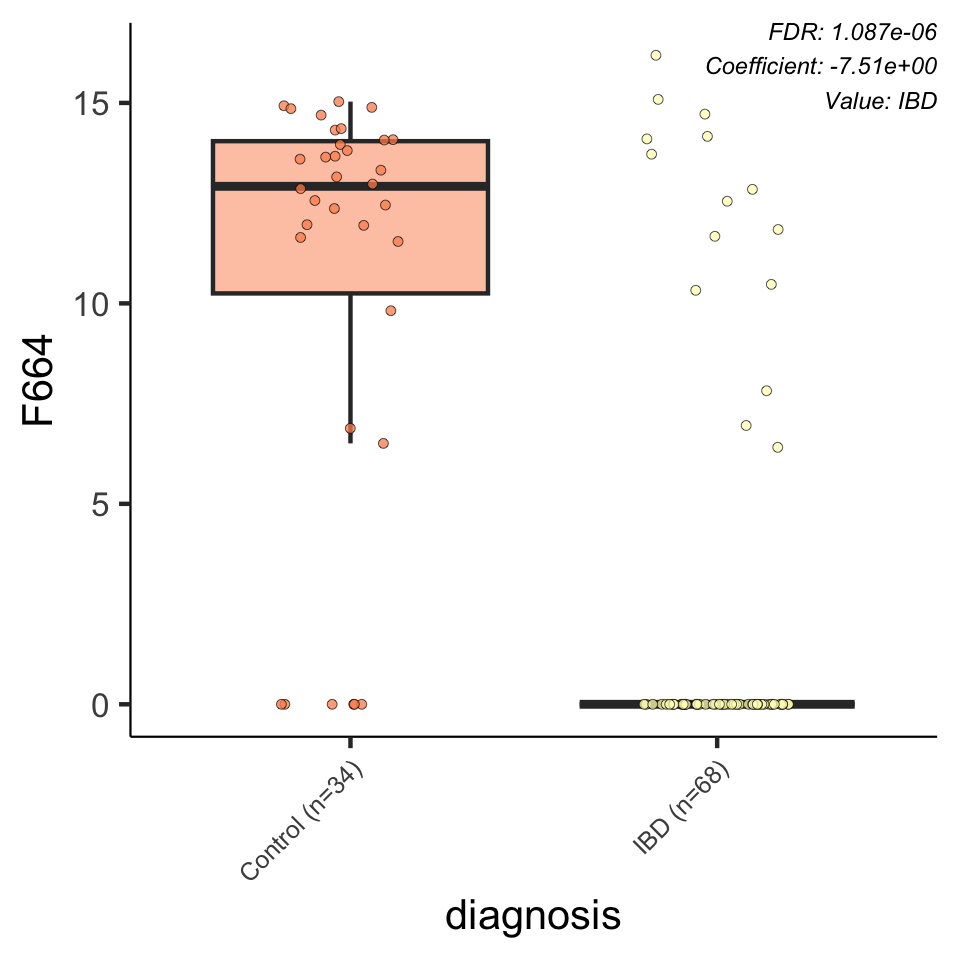 FDR: 1.087e-06
Coefficient: -7.51e+00
Value: IBD
15
10
5
0
F664
Control (n=34)
IBD (n=68)
diagnosis